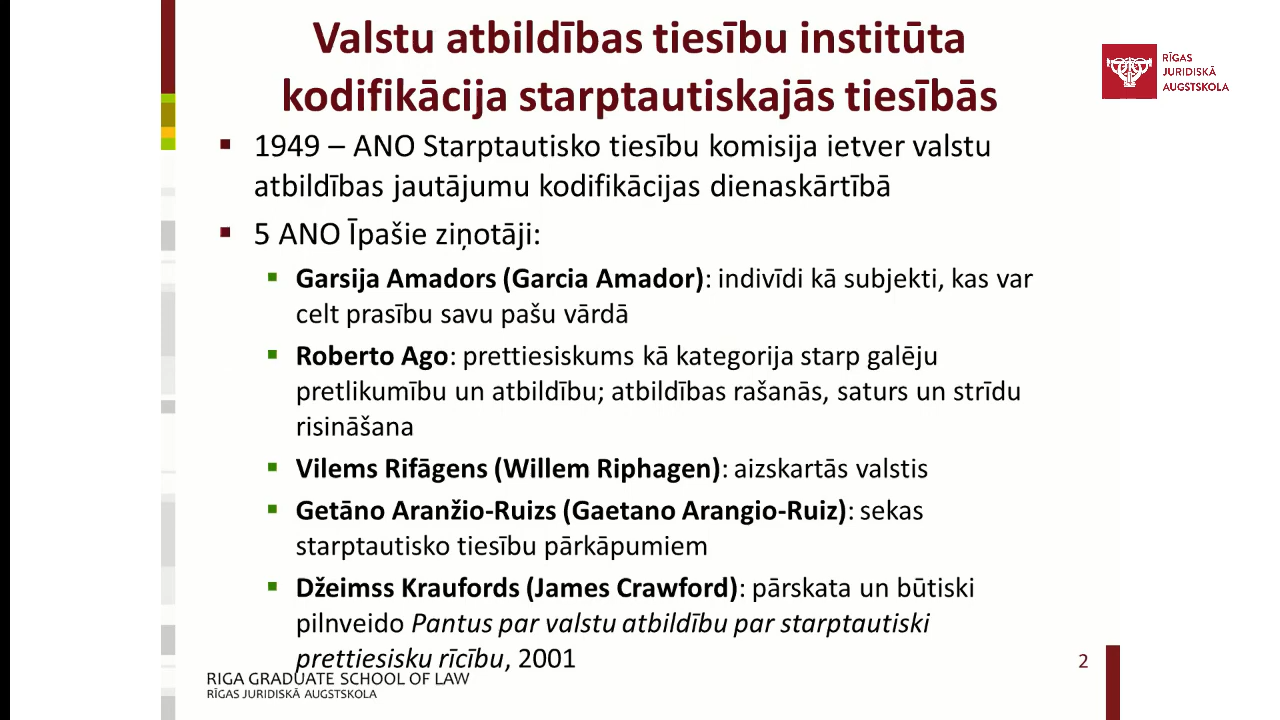 Valstu atbildības tiesību institūta
kodifikācija starptautiskajās tiesībās
RĪGAS
JURIDISKĀ
AUGSTSKOLA
▪ 1949 – ANO Starptautisko tiesību komisija ietver valstu
atbildības jautājumu kodifikācijas dienaskārtībā
▪ 5 ANO Īpašie ziņotāji:
▪ Garsija Amadors (Garcia Amador): indivīdi kā subjekti, kas var
celt prasību savu pašu vārdā
▪ Roberto Ago: prettiesiskums kā kategorija starp galēju
pretlikumību un atbildību; atbildības rašanās, saturs un strīdu
risināšana
▪ Vilems Rifāgens (Willem Riphagen): aizskartās valstis
▪ Getāno Aranžio-Ruizs (Gaetano Arangio-Ruiz): sekas
starptautisko tiesību pārkāpumiem
▪ Džeimss Kraufords (James Crawford): pārskata un būtiski
pilnveido Pantus par valstu atbildību par starptautiski
prettiesisku rīcību, 2001
2
RIGA GRADUATE SCHOOL OF LAW
RĪGAS JURIDISKĀ AUGSTSKOLA